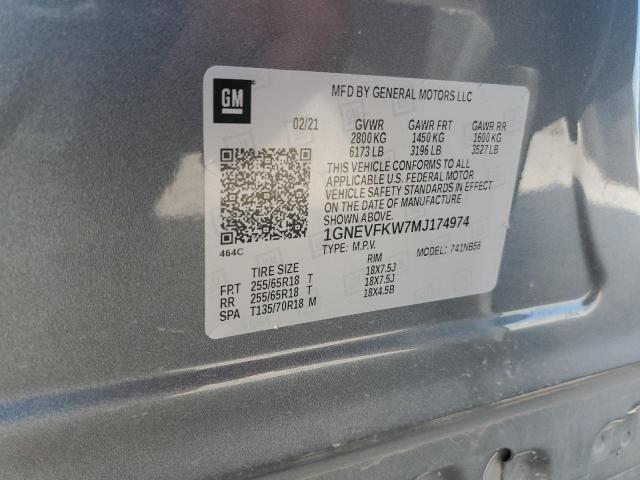 GM
MFD BY GENERAL MOTORS LLC
02/21 GVWR GAWR FRT GAWR RR
2800 KG 1450 KG 1600 KG
6173 LB 3196 LB 3527 LB
THIS VEHICLE CONFORMS TO ALL
APPLICABLE U.S. FEDERAL MOTOR
VEHICLE SAFETY STANDARDS IN EFFECT
ON THE DATE OF MANUFACTURE
SHOWN ABOVE.
1GNEVFKW7MJ174974
464C TYPE: M.P.V. MODEL: 741NB56
TIRE SIZE RIM
FRT 255/65R18 T 18X7.5J
RR 255/65R18 T 18X7.5J
SPA T135/70R18 M 18X4.5B